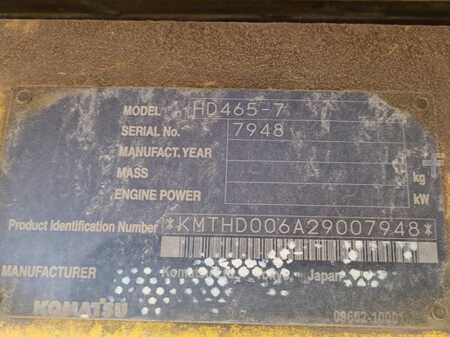 MODEL HD465-7
SERIAL No. 7948
MANUFACT. YEAR
MASS kg
ENGINE POWER kW
Product Identification Number *KMTHD006A29007948*
MANUFACTURER Japan
KOMATSU